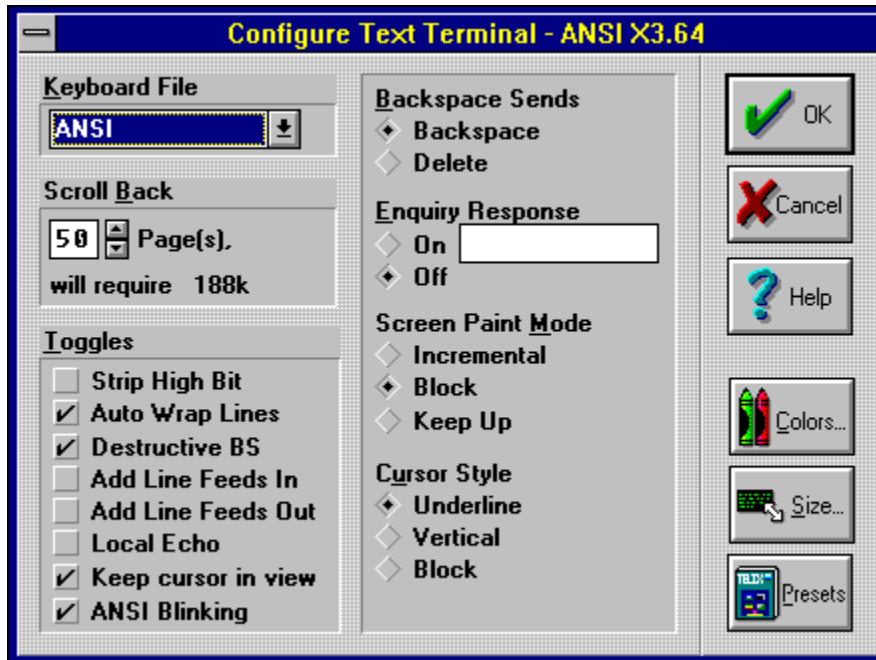 Configure Text Terminal - ANSI X3.64
Keyboard File
ANSI
Scroll Back
50 Page(s),
will require 188k
Toggles
Strip High Bit
Auto Wrap Lines
Destructive BS
Add Line Feeds In
Add Line Feeds Out
Local Echo
Keep cursor in view
ANSI Blinking
Backspace Sends
Backspace
Delete
Enquiry Response
On
Off
Screen Paint Mode
Incremental
Block
Keep Up
Cursor Style
Underline
Vertical
Block
OK
Cancel
Help
Colors...
Size...
TELIX
Presets